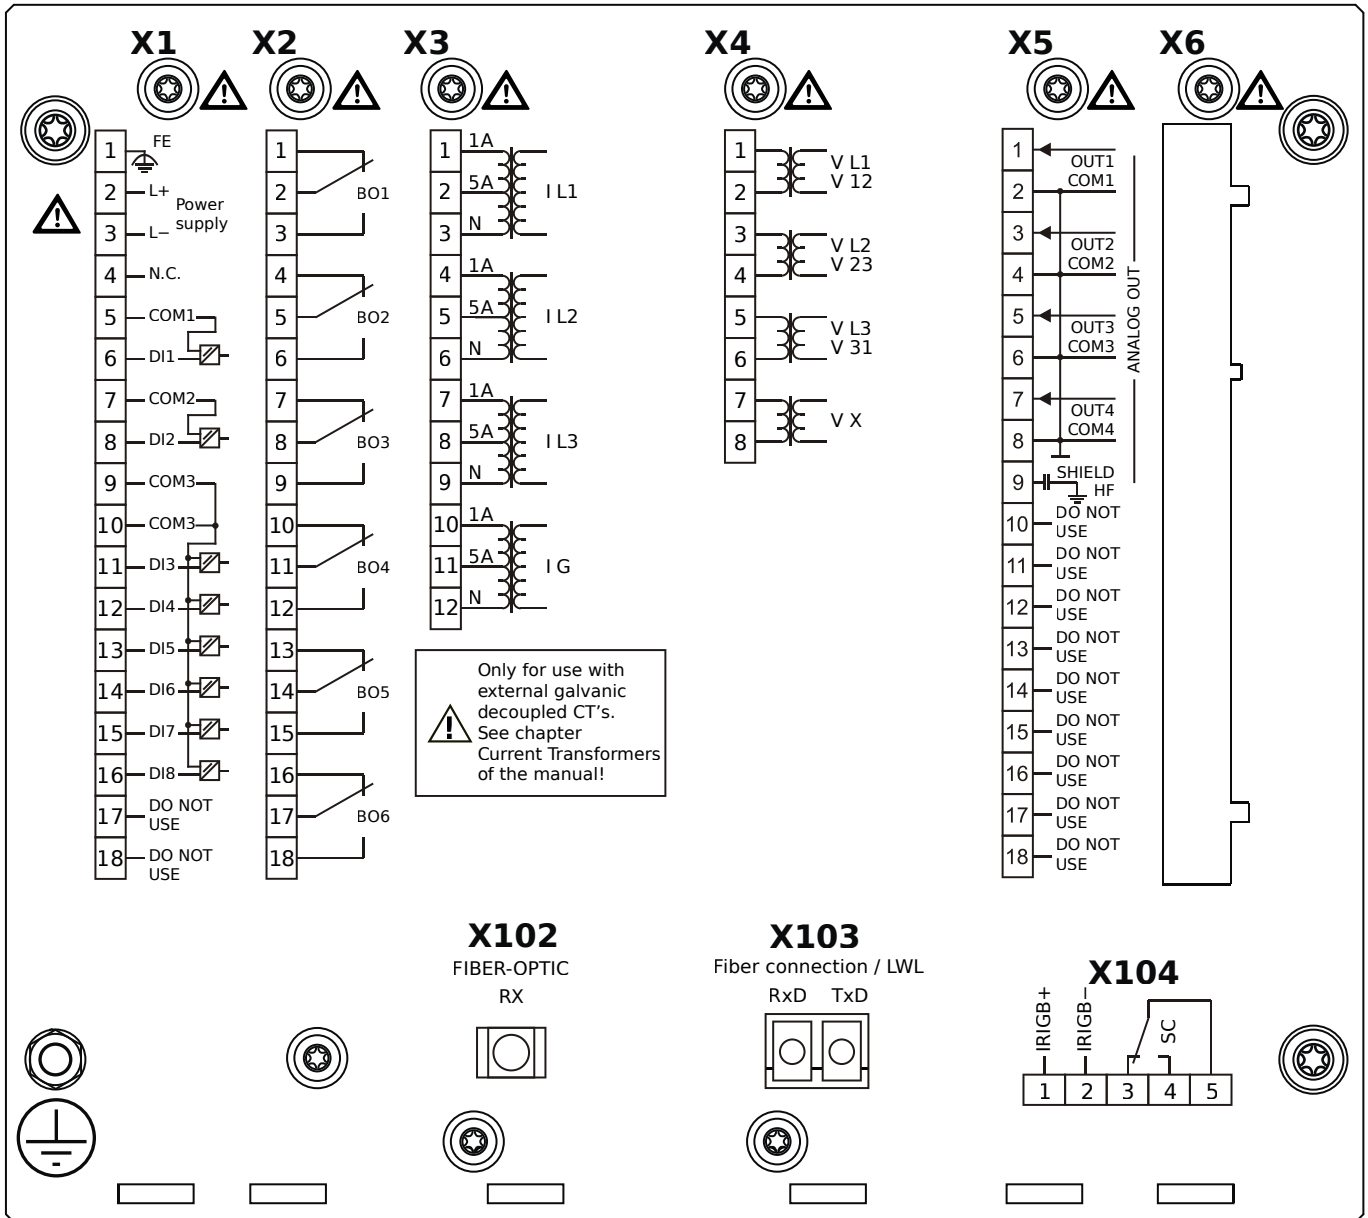 X1
X2
X3
X4
X5
X6
1 FE
2 L+
Power
supply
3 L−
4 N.C.
5 COM1
6 DI1
7 COM2
8 DI2
9 COM3
10 COM3
11 DI3
12 DI4
13 DI5
14 DI6
15 DI7
16 DI8
17 DO NOT
USE
18 DO NOT
USE
1
2 BO1
3
4
5 BO2
6
7
8 BO3
9
10
11 BO4
12
13
14 BO5
15
16
17 BO6
18
1 1A
2 5A I L1
3 N
4 1A
5 5A I L2
6 N
7 1A
8 5A I L3
9 N
10 1A
11 5A I G
12 N
Only for use with
external galvanic
decoupled CT's.
See chapter
Current Transformers
of the manual!
1 V L1
2 V 12
3 V L2
4 V 23
5 V L3
6 V 31
7 V X
8
1 OUT1
2 COM1
3 OUT2
4 COM2
5 OUT3
6 COM3
7 OUT4
8 COM4
ANALOG OUT
9 SHIELD
HF
10 DO NOT
USE
11 DO NOT
USE
12 DO NOT
USE
13 DO NOT
USE
14 DO NOT
USE
15 DO NOT
USE
16 DO NOT
USE
17 DO NOT
USE
18 DO NOT
USE
X102
FIBER-OPTIC
RX
X103
Fiber connection / LWL
RxD TxD
X104
IRIGB+
IRIGB−
SC
1 2 3 4 5